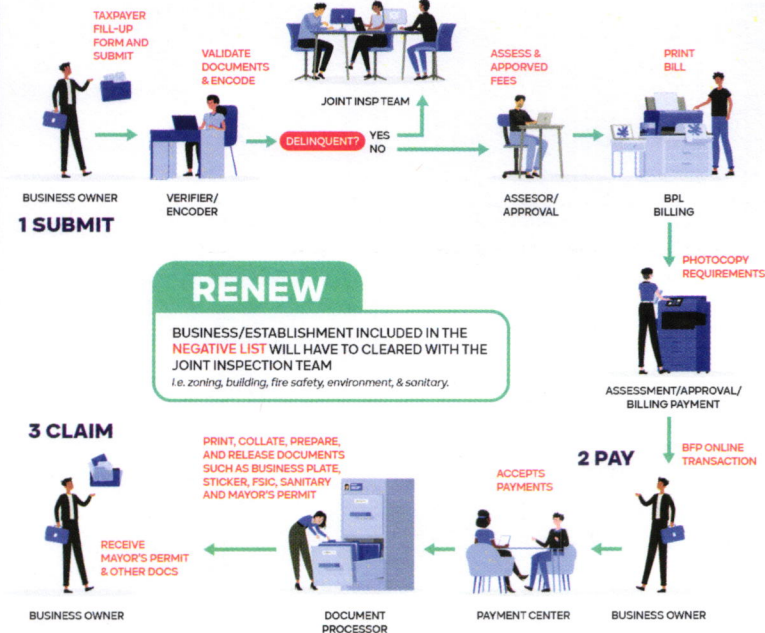 TAXPAYER
FILL-UP
FORM AND
SUBMIT
BUSINESS OWNER
1 SUBMIT
VALIDATE
DOCUMENTS
& ENCODE
VERIFIER/
ENCODER
DELINQUENT?
YES
NO
JOINT INSP TEAM
ASSESS &
APPORVED
FEES
ASSESOR/
APPROVAL
PRINT
BILL
BPL
BILLING
PHOTOCOPY
REQUIREMENTS
ASSESSMENT/APPROVAL/
BILLING PAYMENT
RENEW
BUSINESS/ESTABLISHMENT INCLUDED IN THE
NEGATIVE LIST WILL HAVE TO CLEARED WITH THE
JOINT INSPECTION TEAM
i.e. zoning, building, fire safety, environment, & sanitary.
BFP ONLINE
TRANSACTION
2 PAY
BUSINESS OWNER
ACCEPTS
PAYMENTS
PAYMENT CENTER
PRINT, COLLATE, PREPARE,
AND RELEASE DOCUMENTS
SUCH AS BUSINESS PLATE,
STICKER, FSIC, SANITARY
AND MAYOR'S PERMIT
DOCUMENT
PROCESSOR
3 CLAIM
RECEIVE
MAYOR'S PERMIT
& OTHER DOCS
BUSINESS OWNER